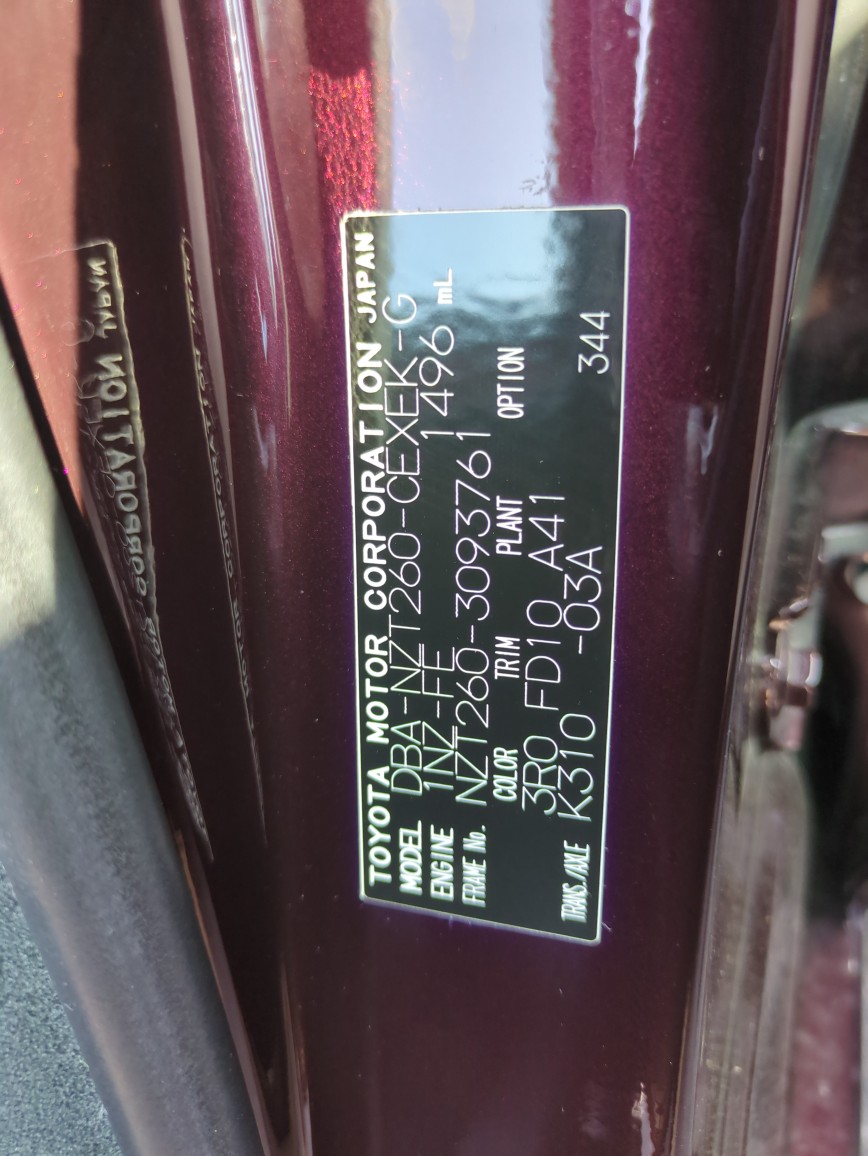 TOYOTA MOTOR CORPORATION JAPAN
MODEL DBA-NZT260-CEXEK-G
ENGINE 1NZ-FE 1496 mL
FRAME No. NZT260-3093761
COLOR TRIM PLANT OPTION
3R0 FD10 A41
TRANS./AXLE K310 -03A 344